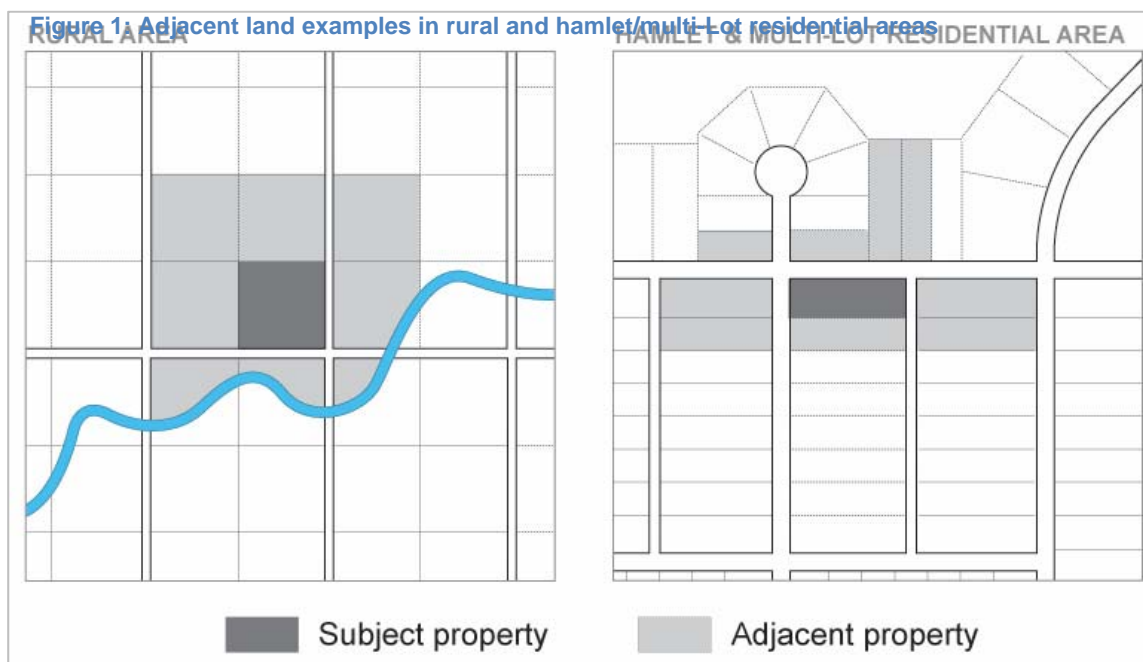 Figure 1: Adjacent land examples in rural and hamlet/multi-Lot residential areas
RURAL AREA
HAMLET & MULTI-LOT RESIDENTIAL AREA
Subject property
Adjacent property